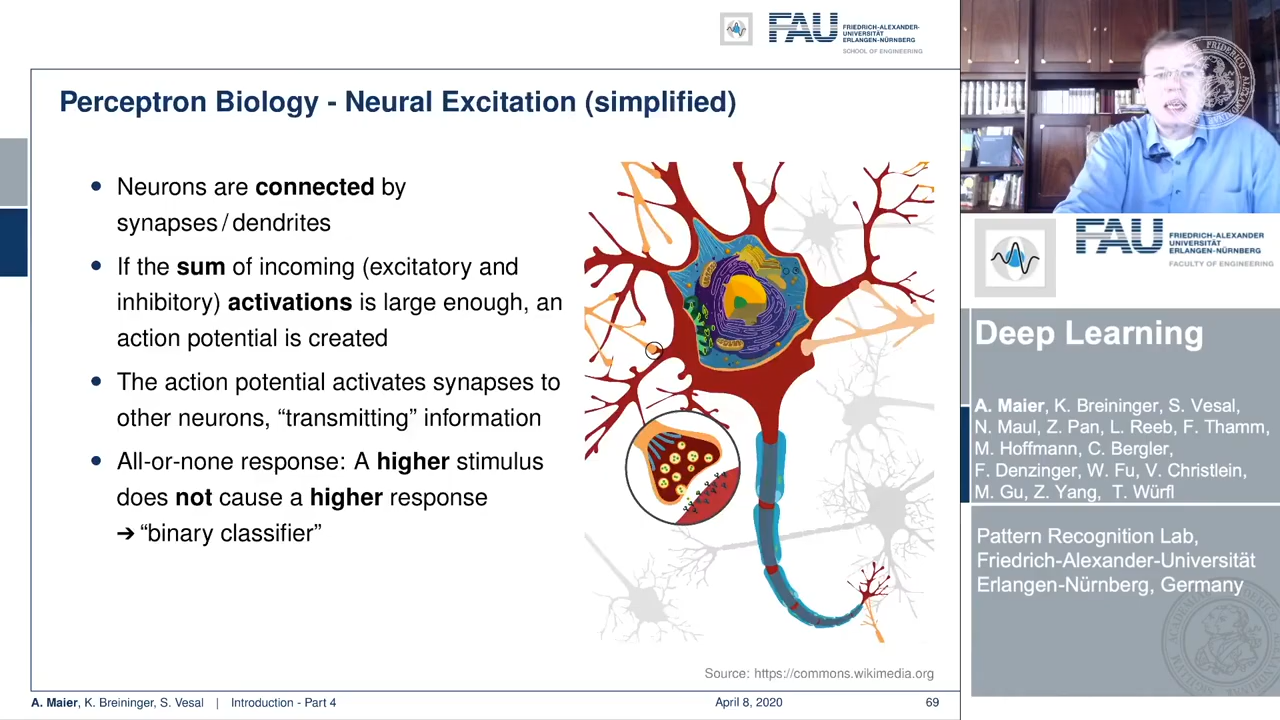 FAU
FRIEDRICH-ALEXANDER-
UNIVERSITÄT
ERLANGEN-NÜRNBERG
SCHOOL OF ENGINEERING
Perceptron Biology - Neural Excitation (simplified)
• Neurons are connected by
synapses / dendrites
• If the sum of incoming (excitatory and
inhibitory) activations is large enough, an
action potential is created
• The action potential activates synapses to
other neurons, “transmitting” information
• All-or-none response: A higher stimulus
does not cause a higher response
➔ “binary classifier”
Source: https://commons.wikimedia.org
A. Maier, K. Breininger, S. Vesal | Introduction - Part 4 April 8, 2020 69
FAU
FRIEDRICH-ALEXANDER
UNIVERSITÄT
ERLANGEN-NÜRNBERG
FACULTY OF ENGINEERING
Deep Learning
A. Maier, K. Breininger, S. Vesal,
N. Maul, Z. Pan, L. Reeb, F. Thamm,
M. Hoffmann, C. Bergler,
F. Denzinger, W. Fu, V. Christlein,
M. Gu, Z. Yang, T. Würfl
Pattern Recognition Lab,
Friedrich-Alexander-Universität
Erlangen-Nürnberg, Germany